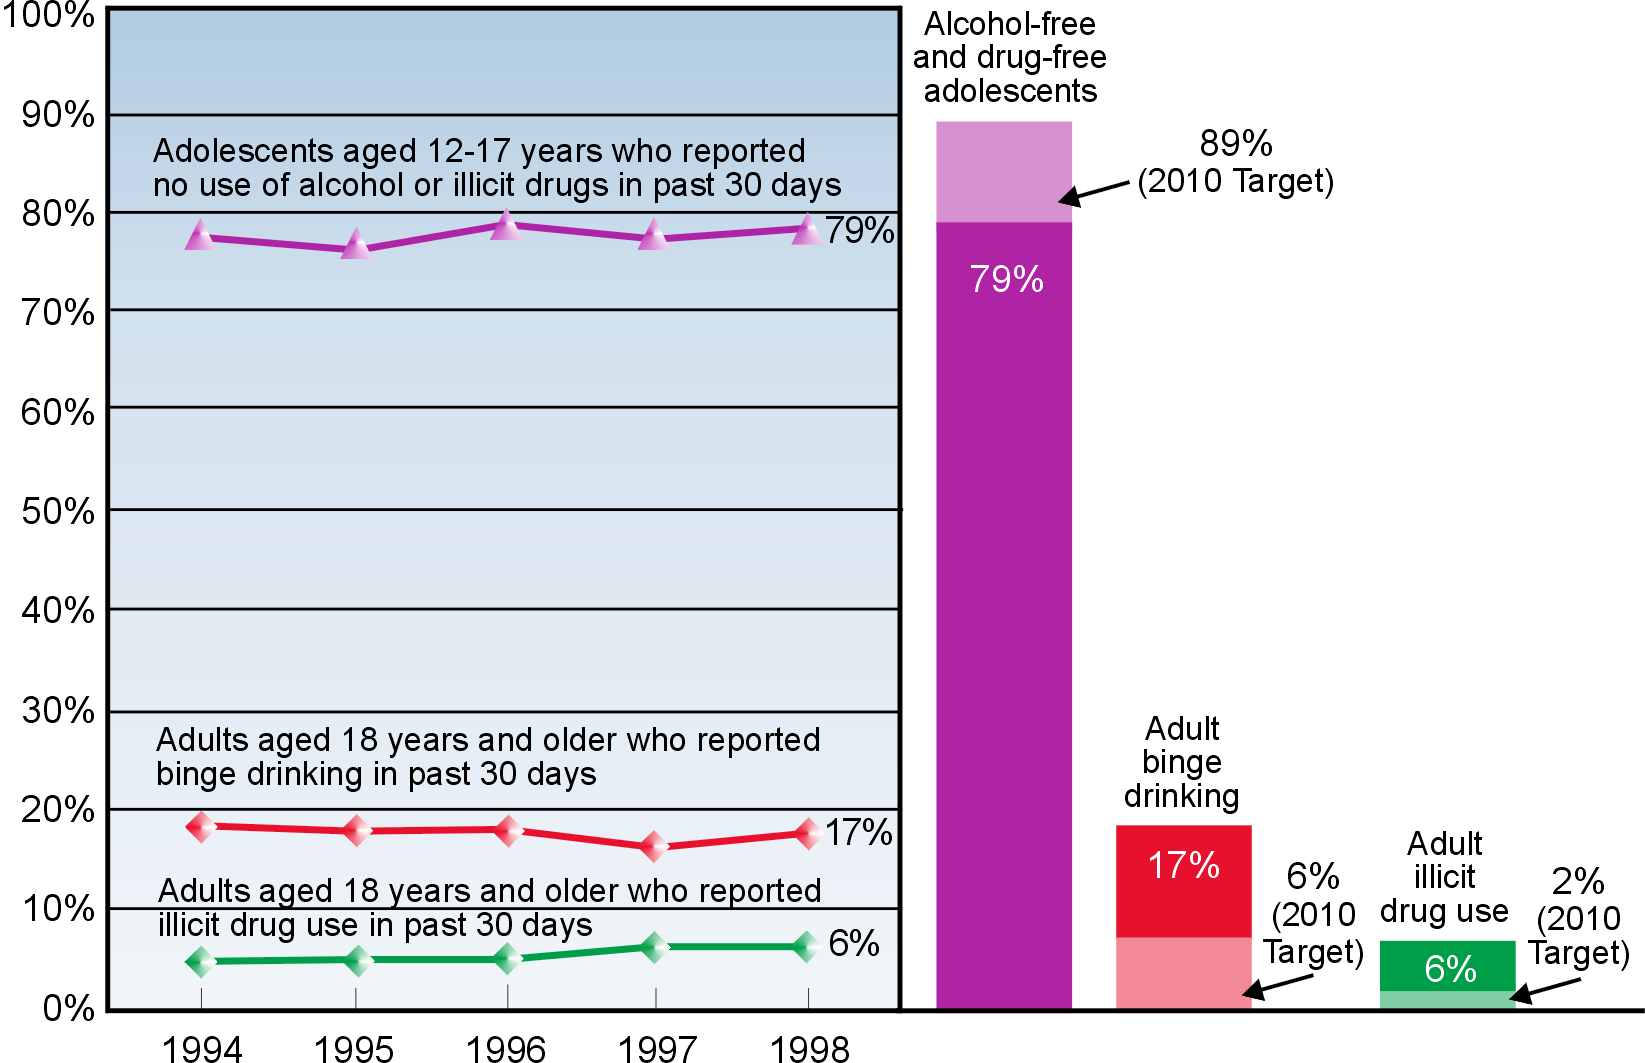 100%
90%
80%
70%
60%
50%
40%
30%
20%
10%
0%
Adolescents aged 12-17 years who reported
no use of alcohol or illicit drugs in past 30 days
79%
Adults aged 18 years and older who reported
binge drinking in past 30 days
17%
Adults aged 18 years and older who reported
illicit drug use in past 30 days
6%
1994
1995
1996
1997
1998
Alcohol-free
and drug-free
adolescents
89%
(2010 Target)
79%
Adult
binge
drinking
17%
6%
(2010
Target)
Adult
illicit
drug use
6%
2%
(2010
Target)